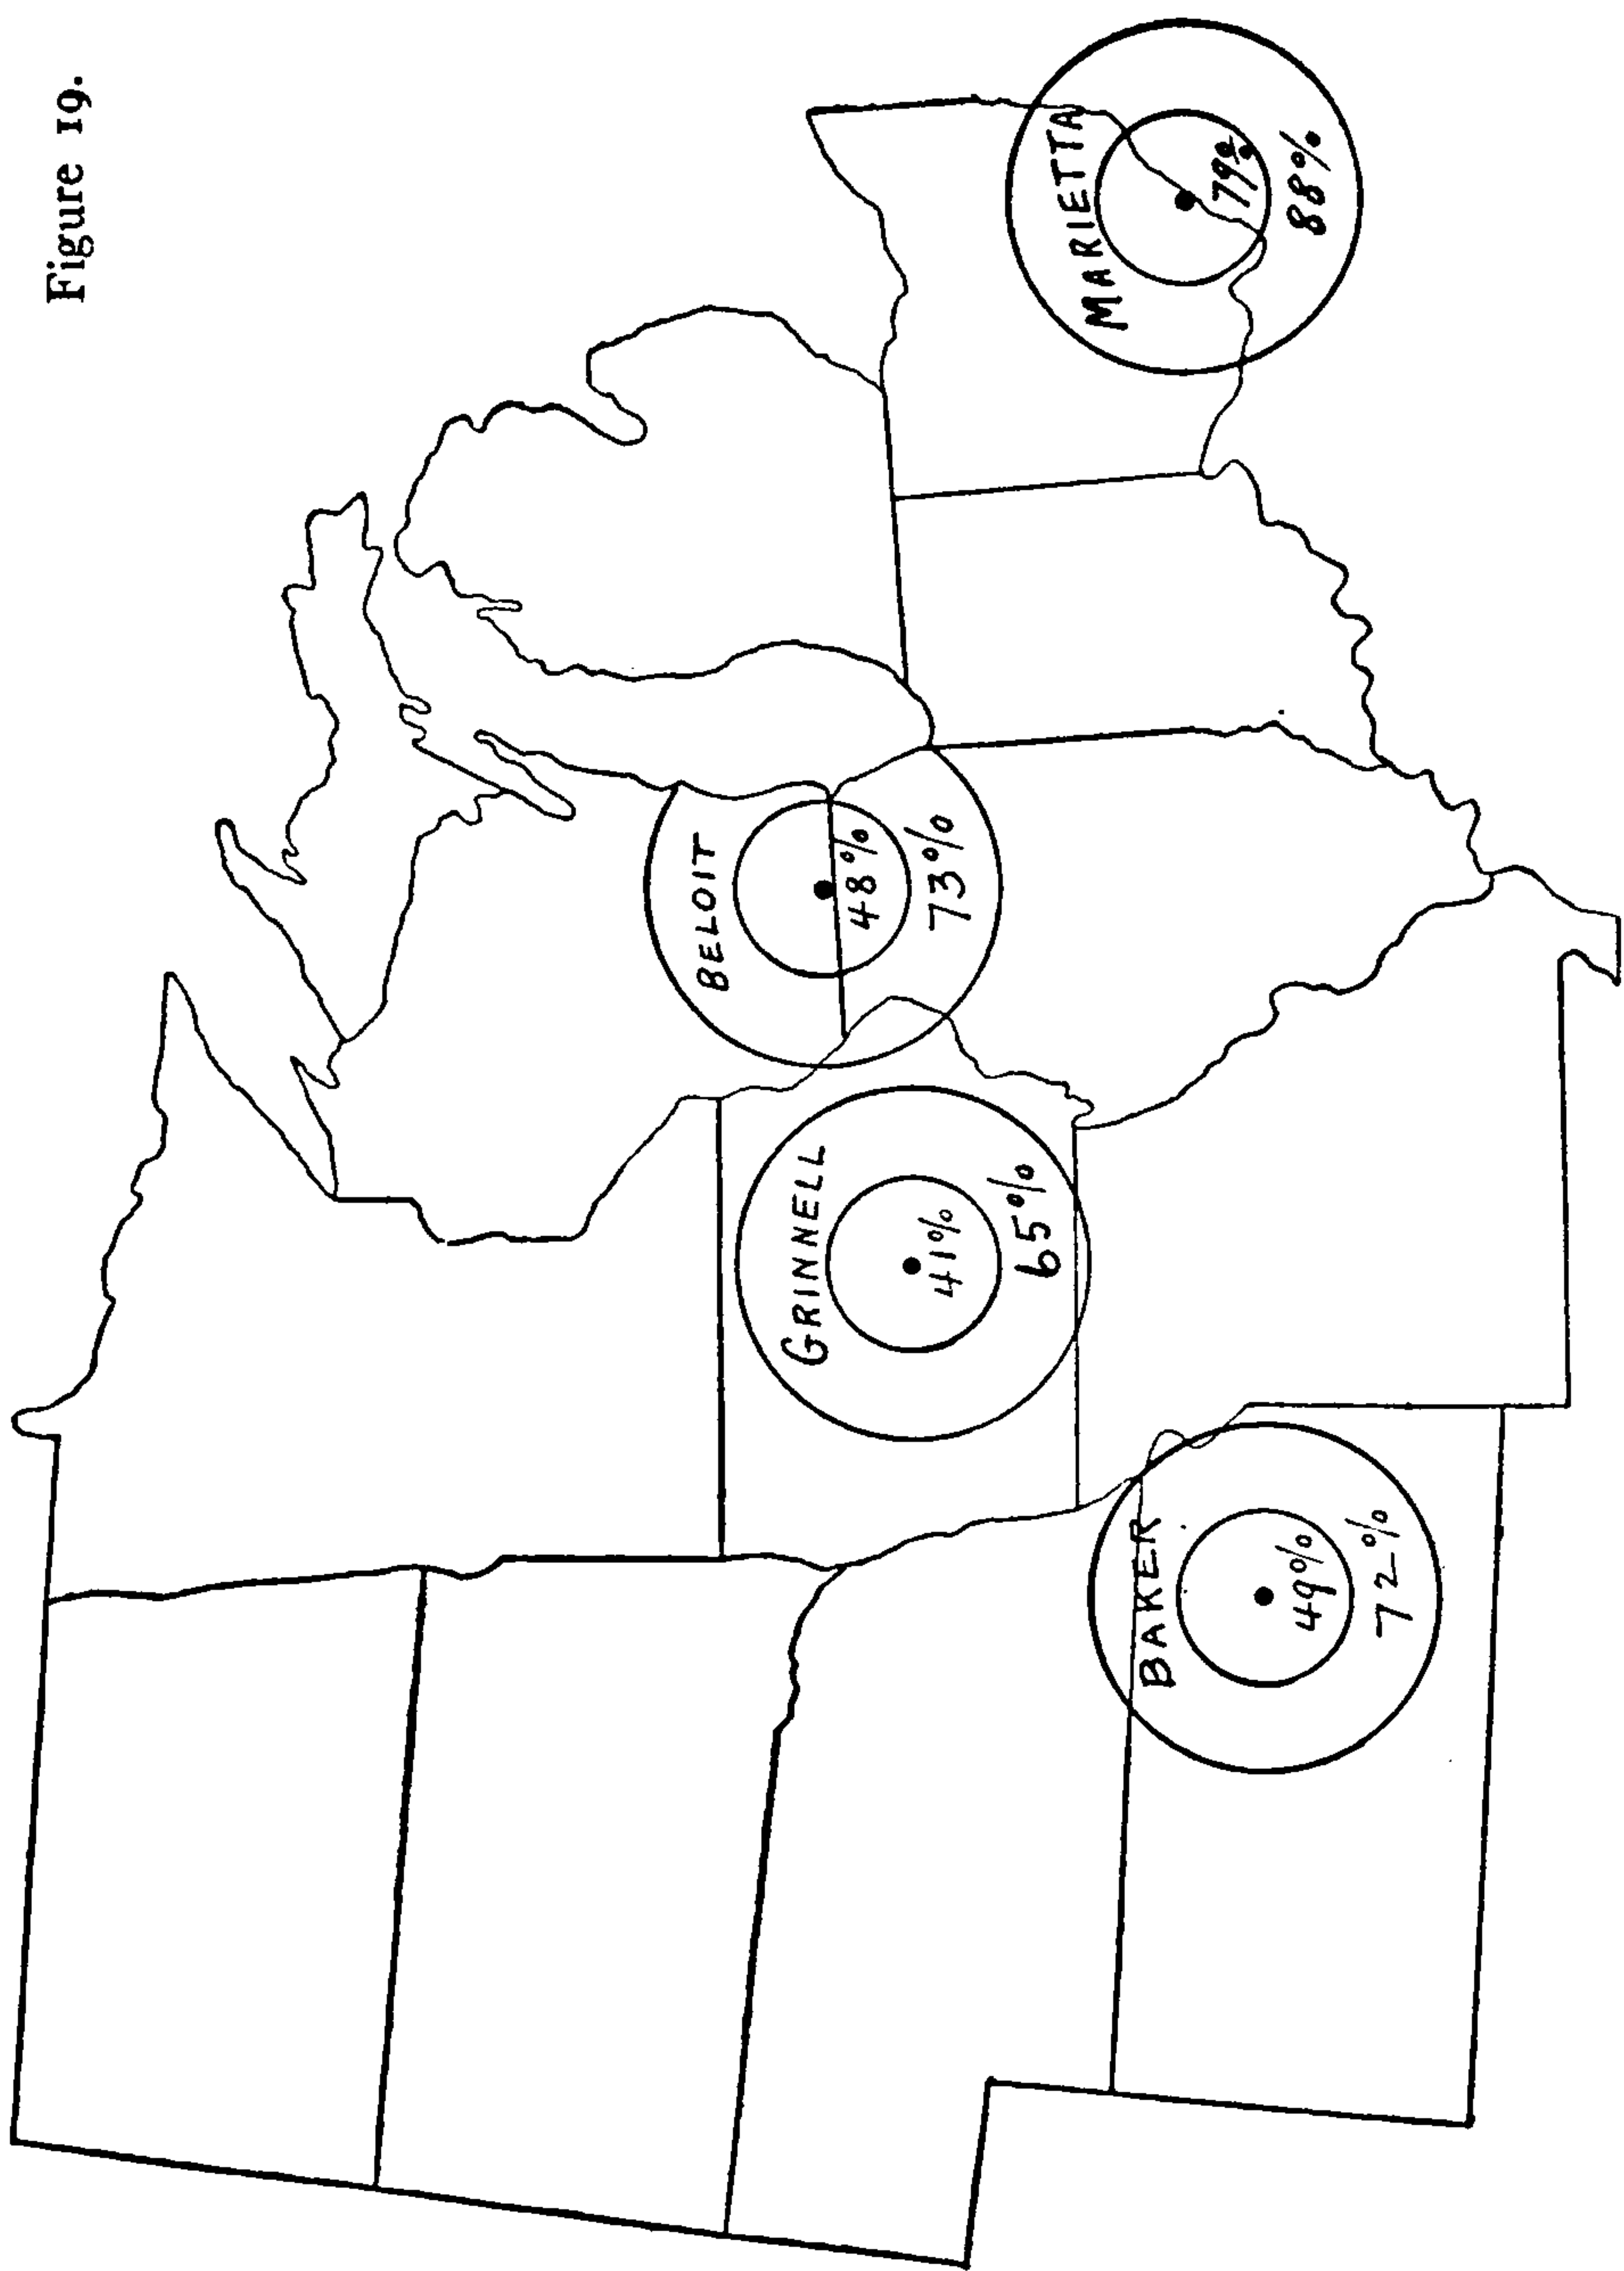 Figure 19.
MARIETTA
79%
88%
BELOIT
48%
73%
GRINNELL
41%
65%
BAKER
49%
72%